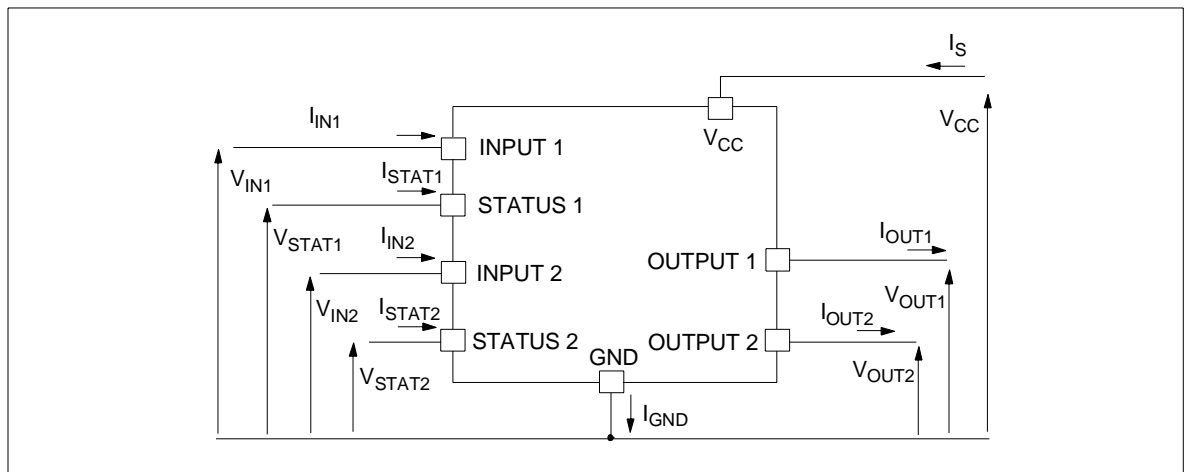 I_S
V_CC
V_CC
I_IN1
INPUT 1
V_IN1
I_STAT1
STATUS 1
V_STAT1
I_IN2
INPUT 2
V_IN2
I_STAT2
STATUS 2
V_STAT2
OUTPUT 1
I_OUT1
V_OUT1
OUTPUT 2
I_OUT2
V_OUT2
GND
I_GND